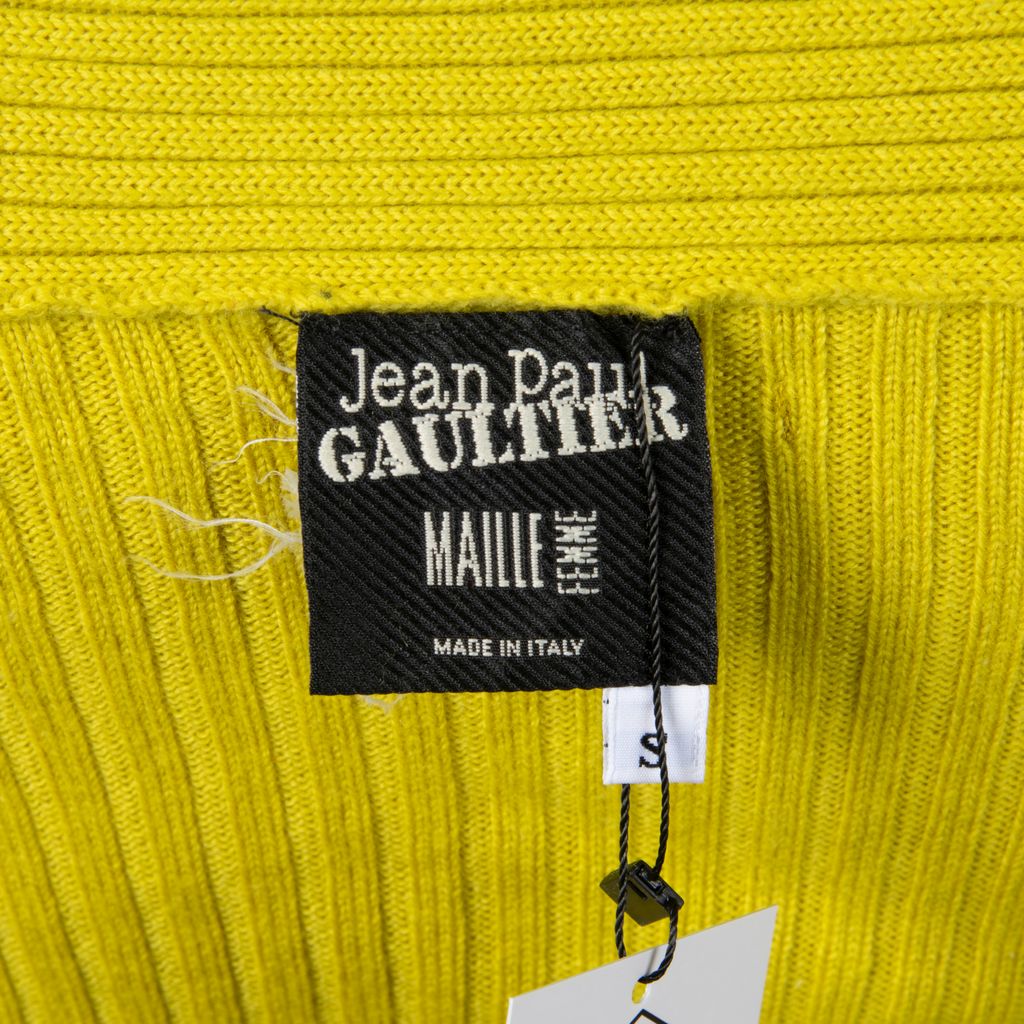 Jean Paul
GAULTIER
MAILLE FEMME
MADE IN ITALY
S